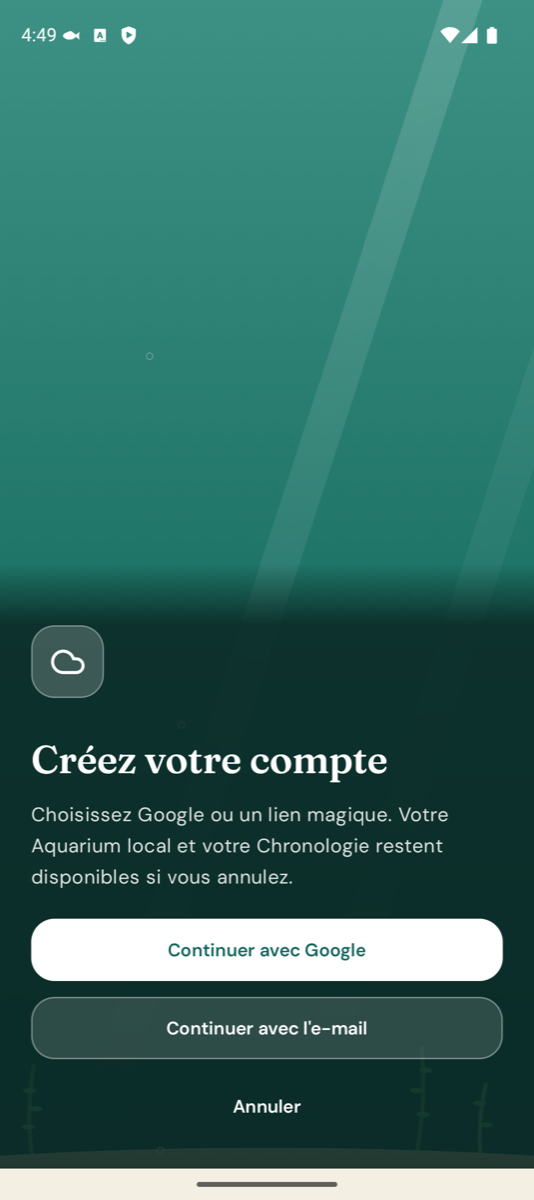 4:49
Créez votre compte
Choisissez Google ou un lien magique. Votre
Aquarium local et votre Chronologie restent
disponibles si vous annulez.
Continuer avec Google
Continuer avec l'e-mail
Annuler